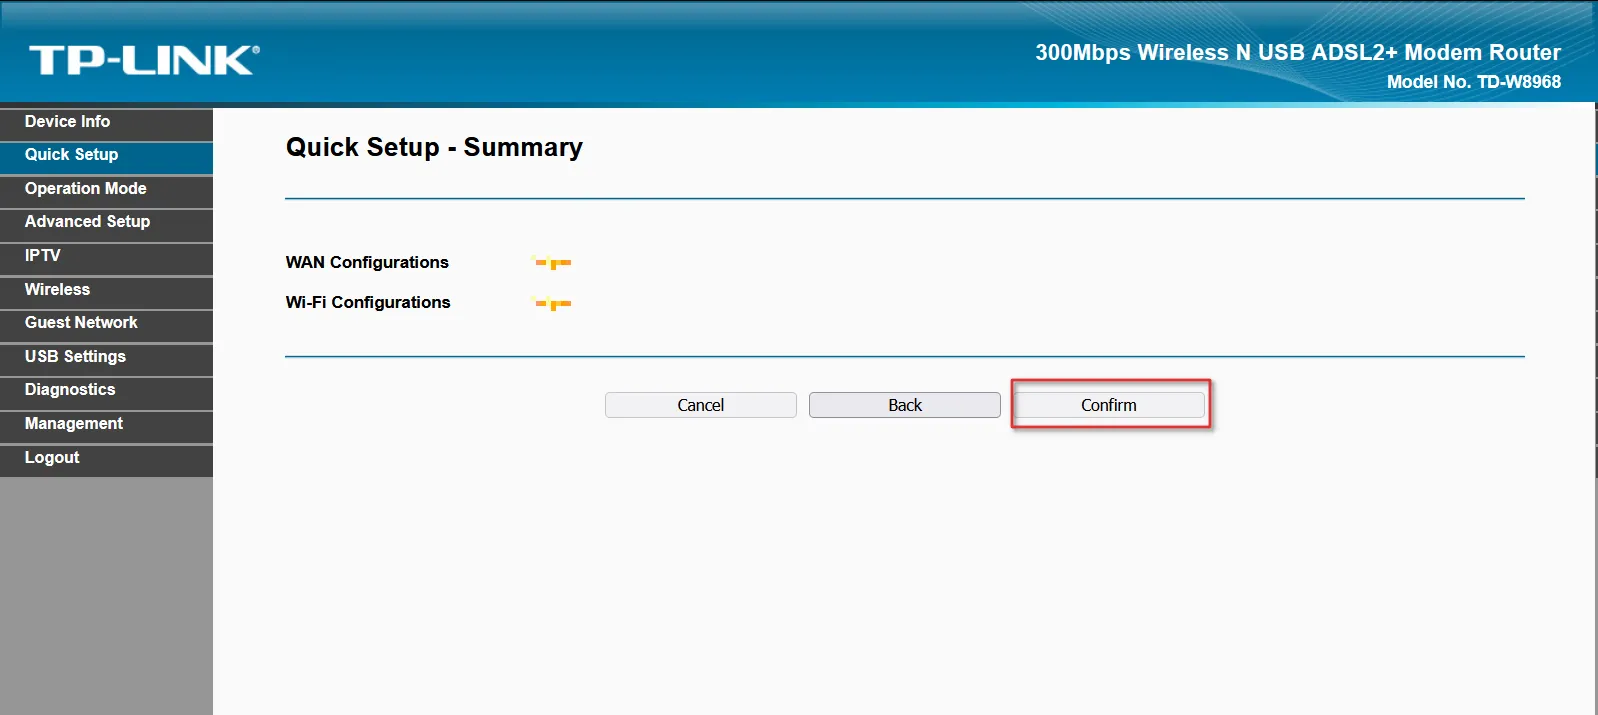 TP-LINK®
300Mbps Wireless N USB ADSL2+ Modem Router
Model No. TD-W8968
Device Info
Quick Setup
Operation Mode
Advanced Setup
IPTV
Wireless
Guest Network
USB Settings
Diagnostics
Management
Logout
Quick Setup - Summary
WAN Configurations
Wi-Fi Configurations
Cancel
Back
Confirm